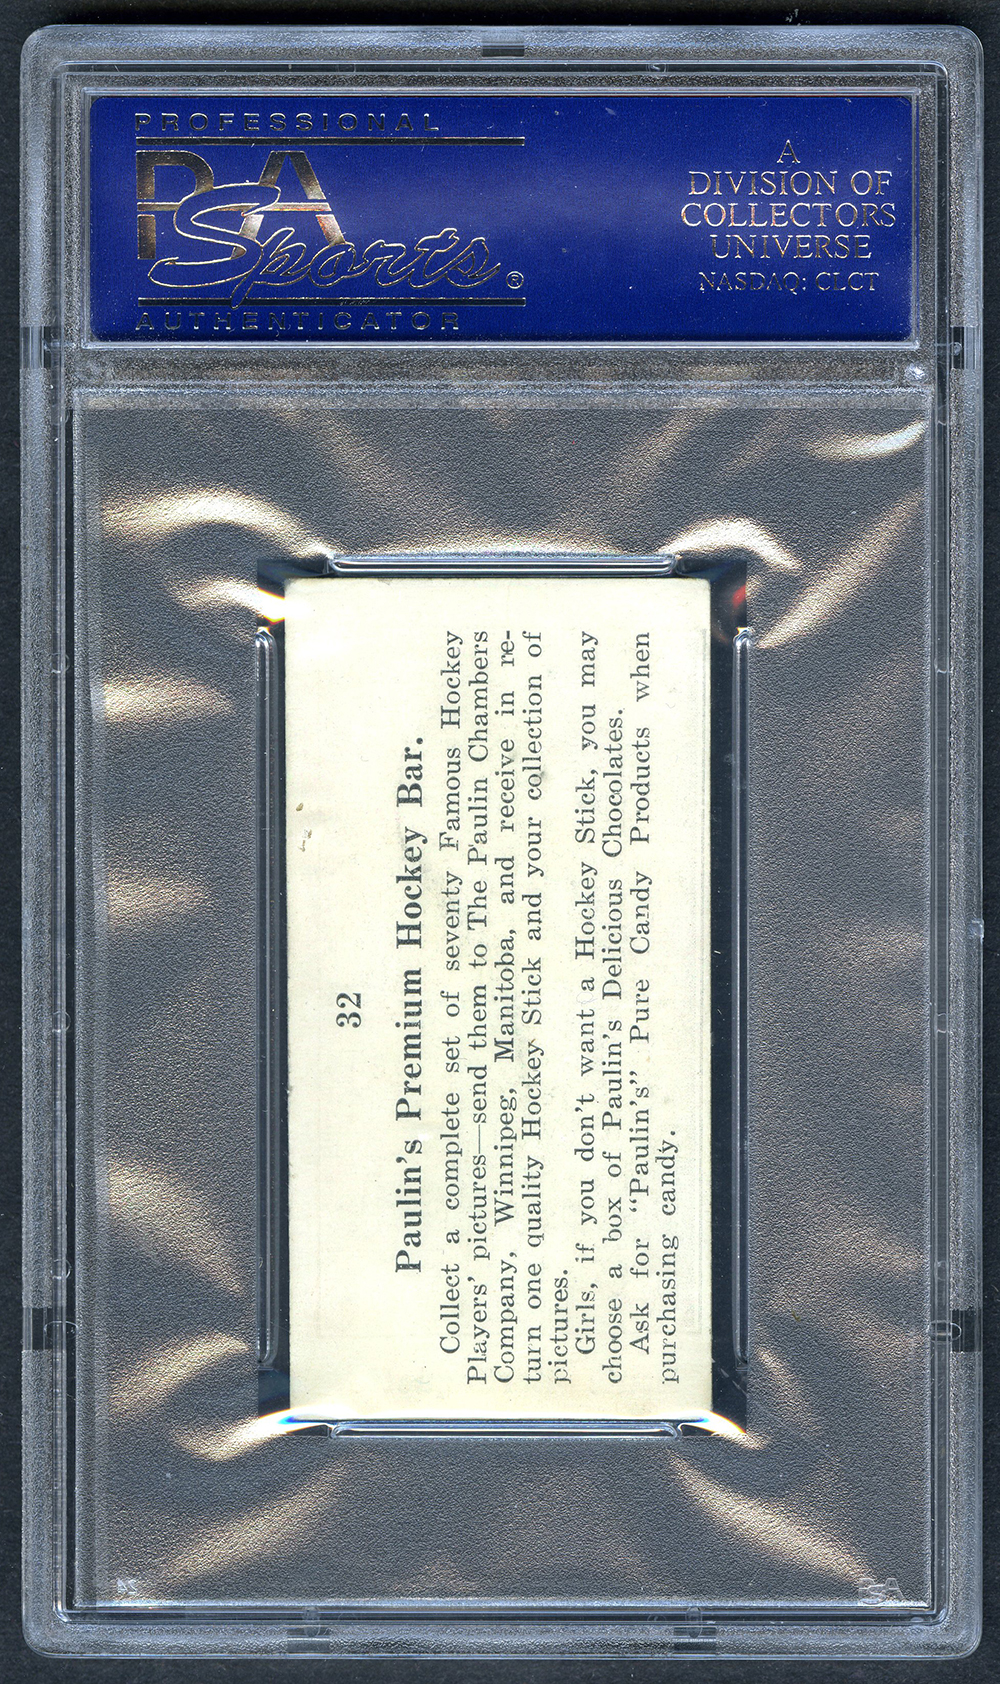 PROFESSIONAL
PSA
Sports®
AUTHENTICATOR
A
DIVISION OF
COLLECTORS
UNIVERSE
NASDAQ: CLCT
32
Paulin's Premium Hockey Bar.
Collect a complete set of seventy Famous Hockey
Players' pictures—send them to The Paulin Chambers
Company, Winnipeg, Manitoba, and receive in re-
turn one quality Hockey Stick and your collection of
pictures.
Girls, if you don't want a Hockey Stick, you may
choose a box of Paulin's Delicious Chocolates.
Ask for "Paulin's" Pure Candy Products when
purchasing candy.
PSA